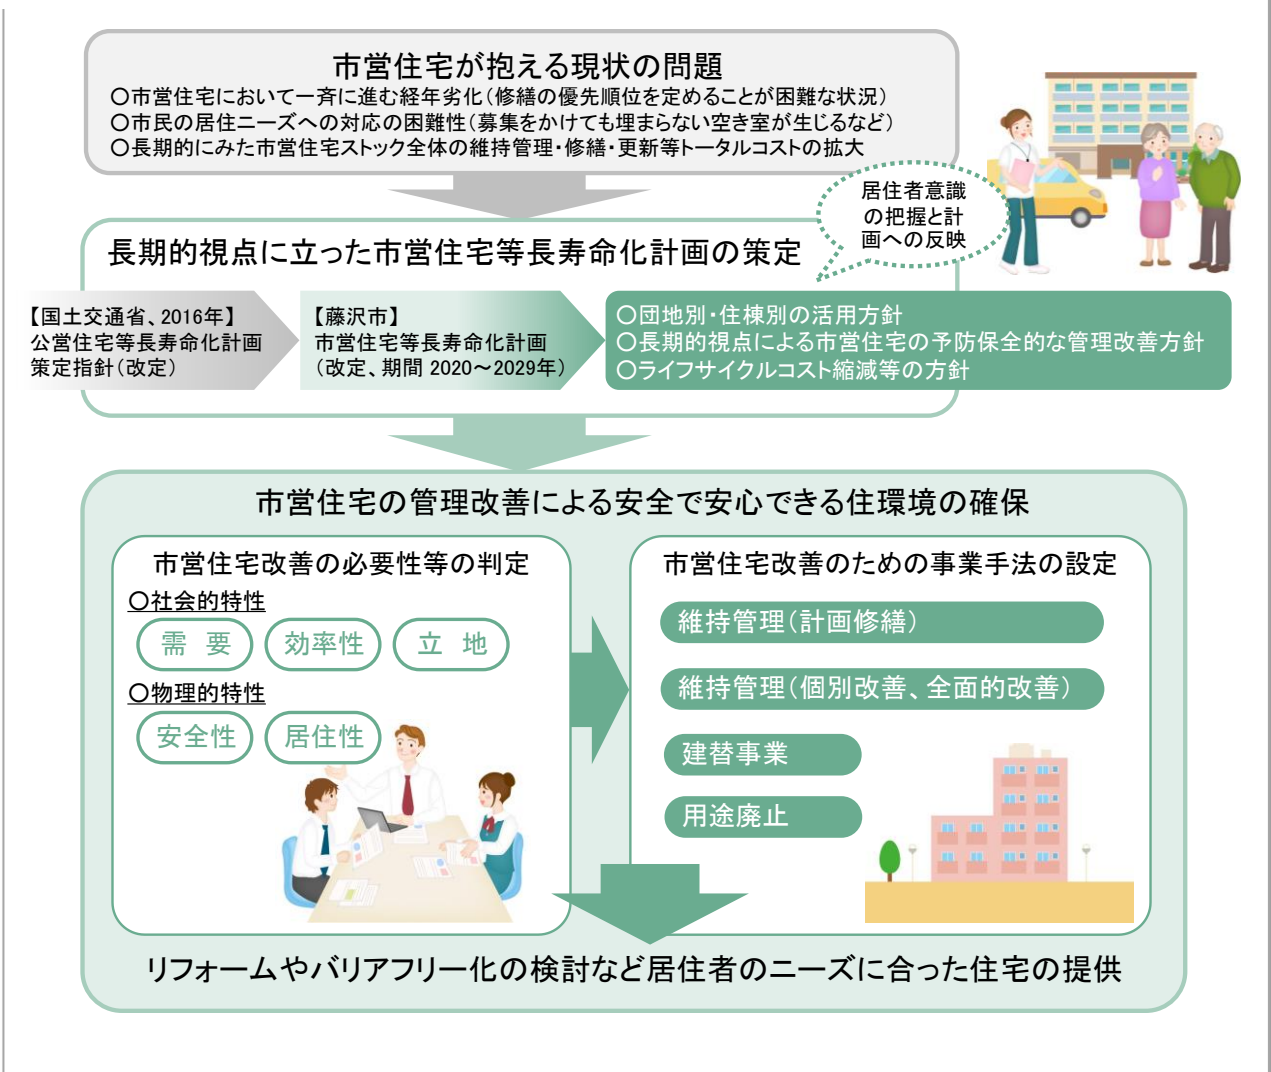 市営住宅が抱える現状の問題
○市営住宅において一斉に進む経年劣化（修繕の優先順位を定めることが困難な状況）
○市民の居住ニーズへの対応の困難性（募集をかけても埋まらない空き室が生じるなど）
○長期的にみた市営住宅ストック全体の維持管理・修繕・更新等トータルコストの拡大
居住者意識
の把握と計
画への反映
長期的視点に立った市営住宅等長寿命化計画の策定
【国土交通省、2016年】
公営住宅等長寿命化計画
策定指針（改定）
【藤沢市】
市営住宅等長寿命化計画
（改定、期間 2020～2029年）
○団地別・住棟別の活用方針
○長期的視点による市営住宅の予防保全的な管理改善方針
○ライフサイクルコスト縮減等の方針
市営住宅の管理改善による安全で安心できる住環境の確保
市営住宅改善の必要性等の判定
○社会的特性
需 要 効率性 立 地
○物理的特性
安全性 居住性
市営住宅改善のための事業手法の設定
維持管理（計画修繕）
維持管理（個別改善、全面的改善）
建替事業
用途廃止
リフォームやバリアフリー化の検討など居住者のニーズに合った住宅の提供